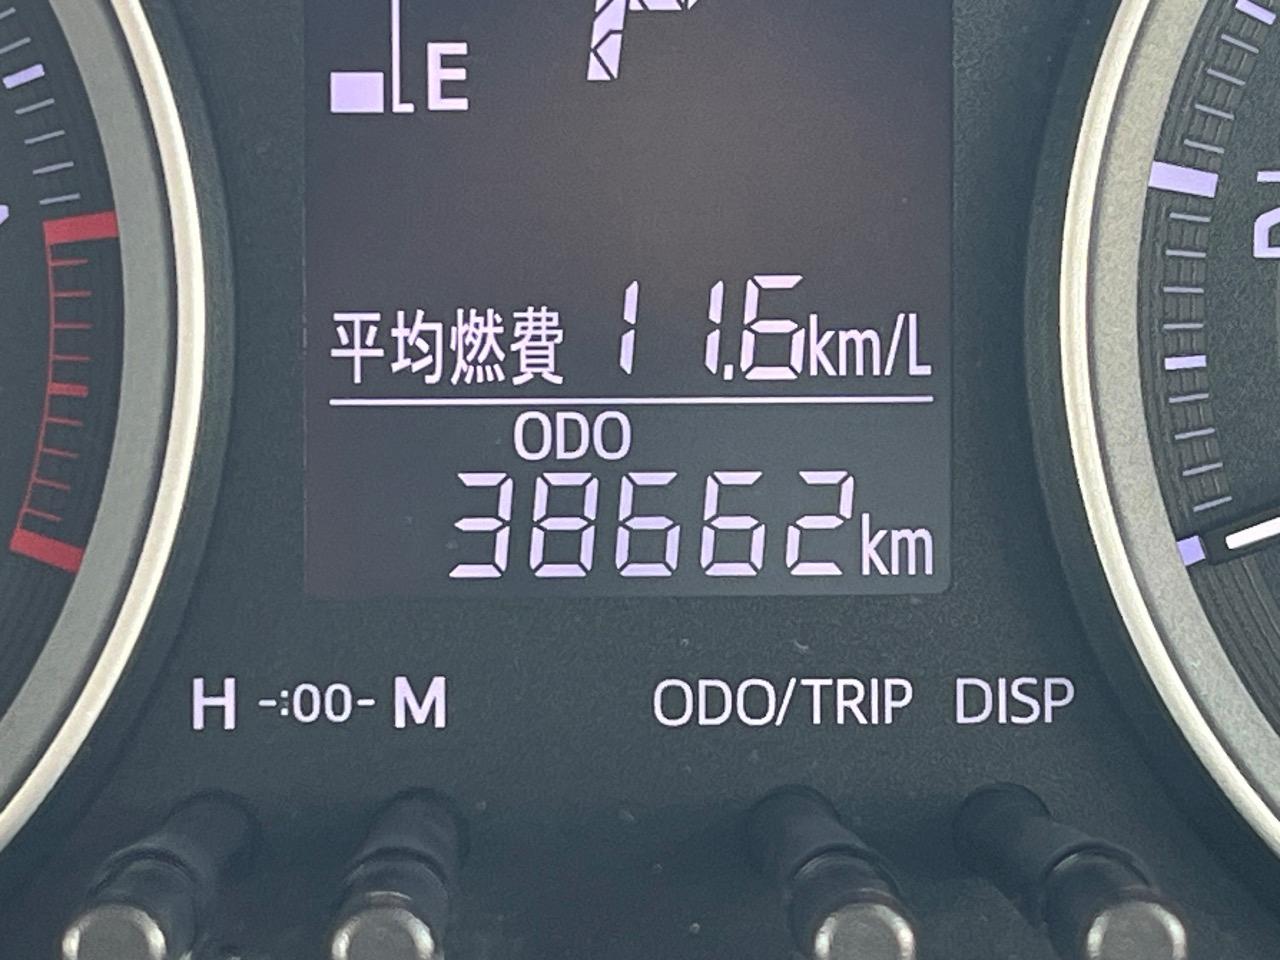 E
平均燃費 11.6km/L
ODO
38662km
H -:00- M ODO/TRIP DISP